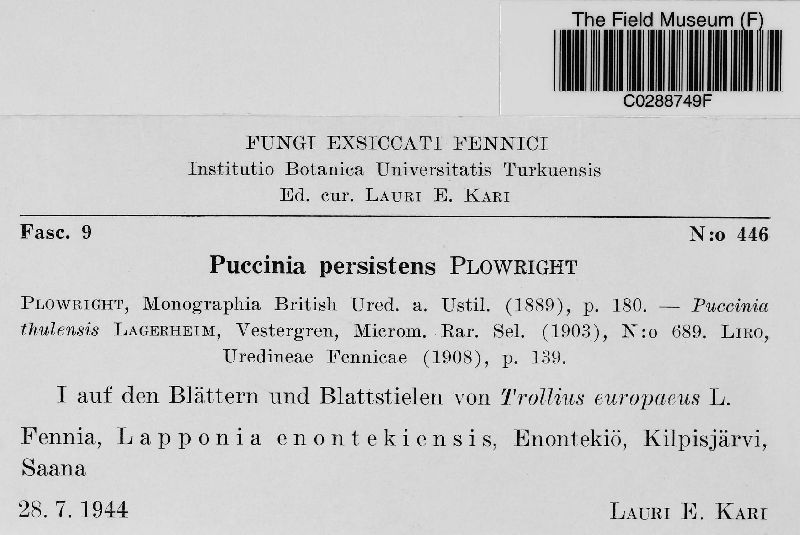 The Field Museum (F)
C0288749F
FUNGI EXSICCATI FENNICI
Institutio Botanica Universitatis Turkuensis
Ed. cur. LAURI E. KARI
Fasc. 9 N:o 446
Puccinia persistens PLOWRIGHT
PLOWRIGHT, Monographia British Ured. a. Ustil. (1889), p. 180. — Puccinia
thulensis LAGERHEIM, Vestergren, Microm. Rar. Sel. (1903), N:o 689. LIRO,
Uredineae Fennicae (1908), p. 139.
I auf den Blättern und Blattstielen von Trollius europaeus L.
Fennia, Lapponia enontekiensis, Enontekiö, Kilpisjärvi,
Saana
28. 7. 1944 LAURI E. KARI